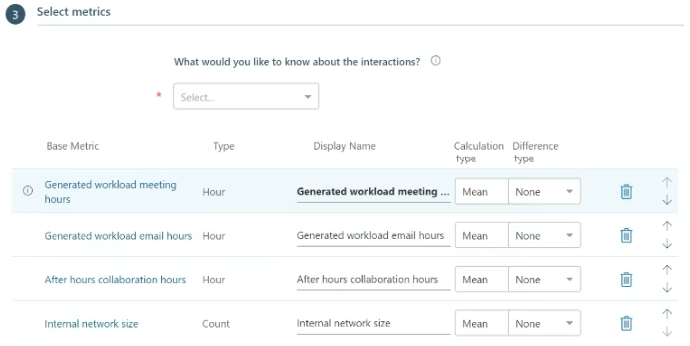 3 Select metrics
What would you like to know about the interactions?
* Select...
Base Metric Type Display Name Calculation type Difference type
Generated workload meeting hours Hour Generated workload meeting ... Mean None
Generated workload email hours Hour Generated workload email hours Mean None
After hours collaboration hours Hour After hours collaboration hours Mean None
Internal network size Count Internal network size Mean None